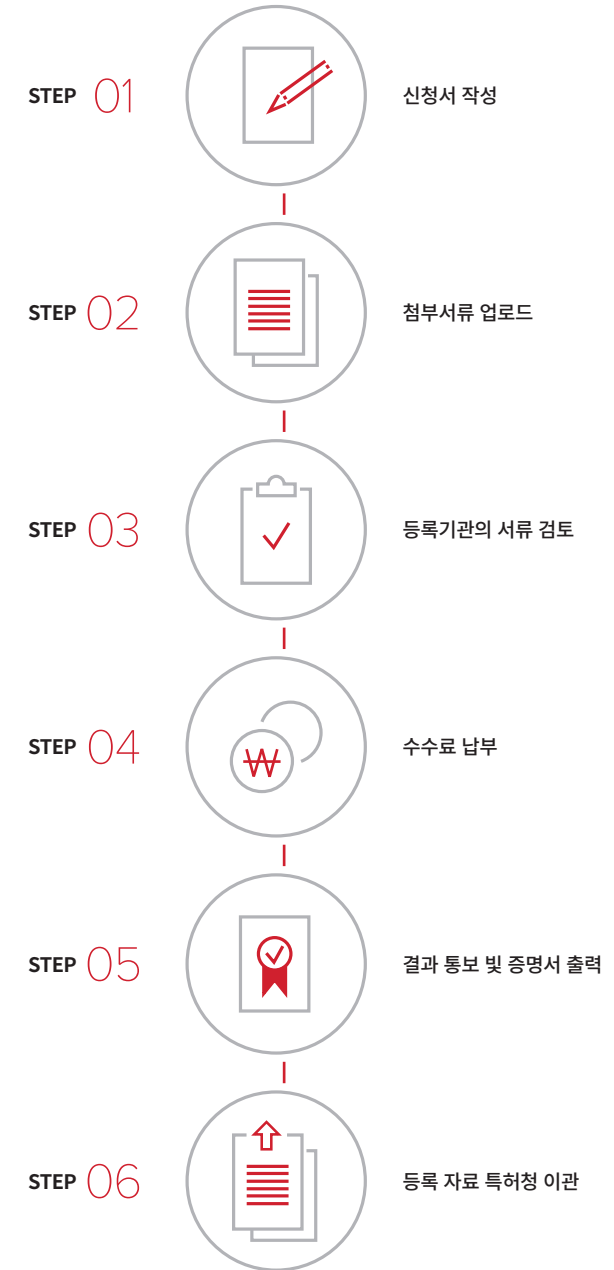 STEP 01 신청서 작성
STEP 02 첨부서류 업로드
STEP 03 등록기관의 서류 검토
STEP 04 수수료 납부
STEP 05 결과 통보 빛 증명서 출력
STEP 06 등록 자료 특허청 이관